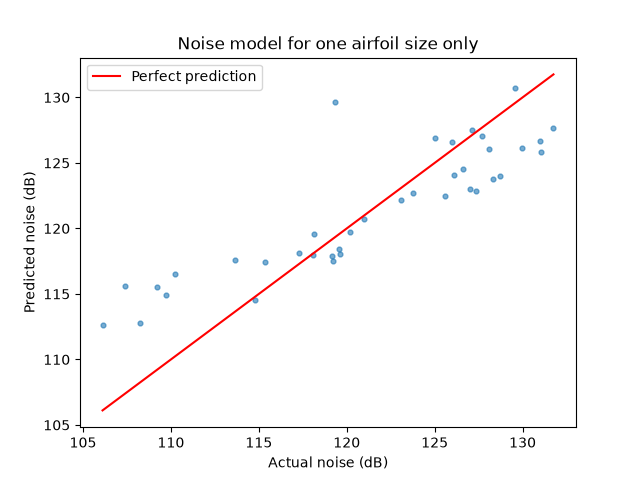 Noise model for one airfoil size only
Perfect prediction
Predicted noise (dB)
130
125
120
115
110
105
105 110 115 120 125 130
Actual noise (dB)